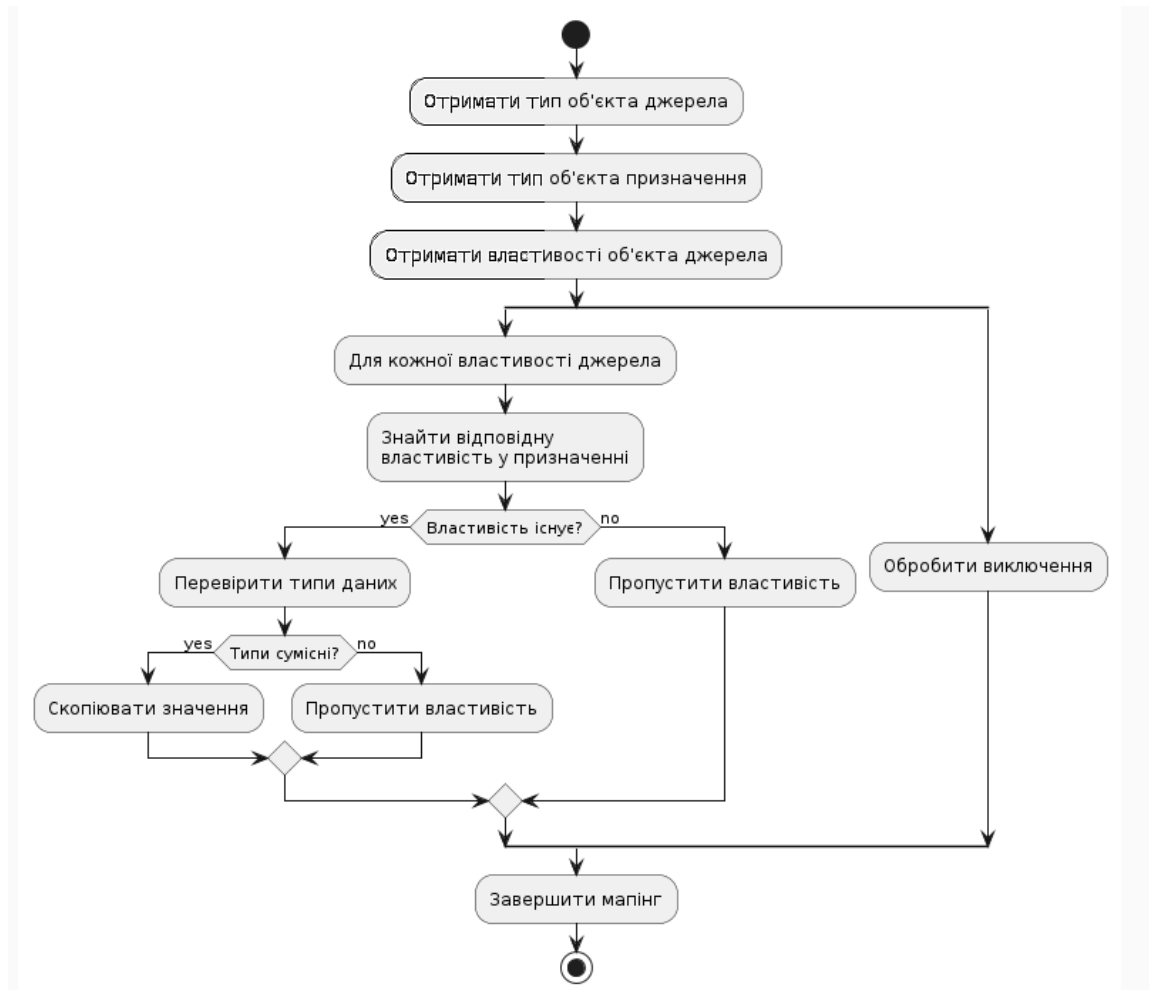 Отримати тип об'єкта джерела
Отримати тип об'єкта призначення
Отримати властивості об'єкта джерела
Для кожної властивості джерела
Знайти відповідну
властивість у призначенні
yes
Властивість існує?
no
Перевірити типи даних
Пропустити властивість
Обробити виключення
yes
Типи сумісні?
no
Скопіювати значення
Пропустити властивість
Завершити мапінг